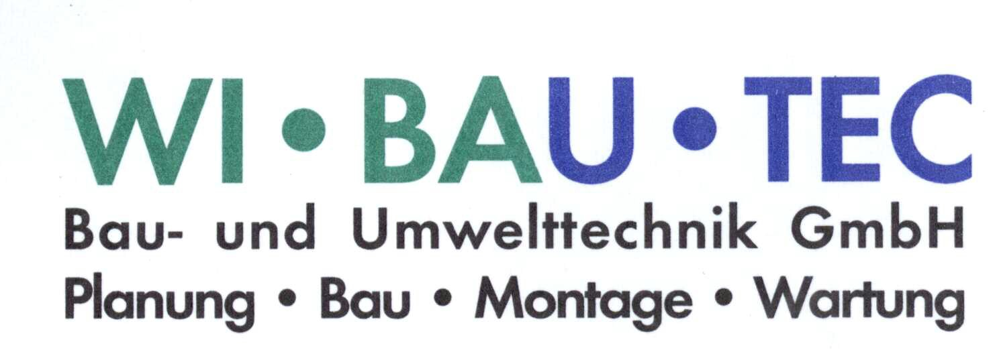 WI • BAU • TEC
Bau- und Umwelttechnik GmbH
Planung • Bau • Montage • Wartung